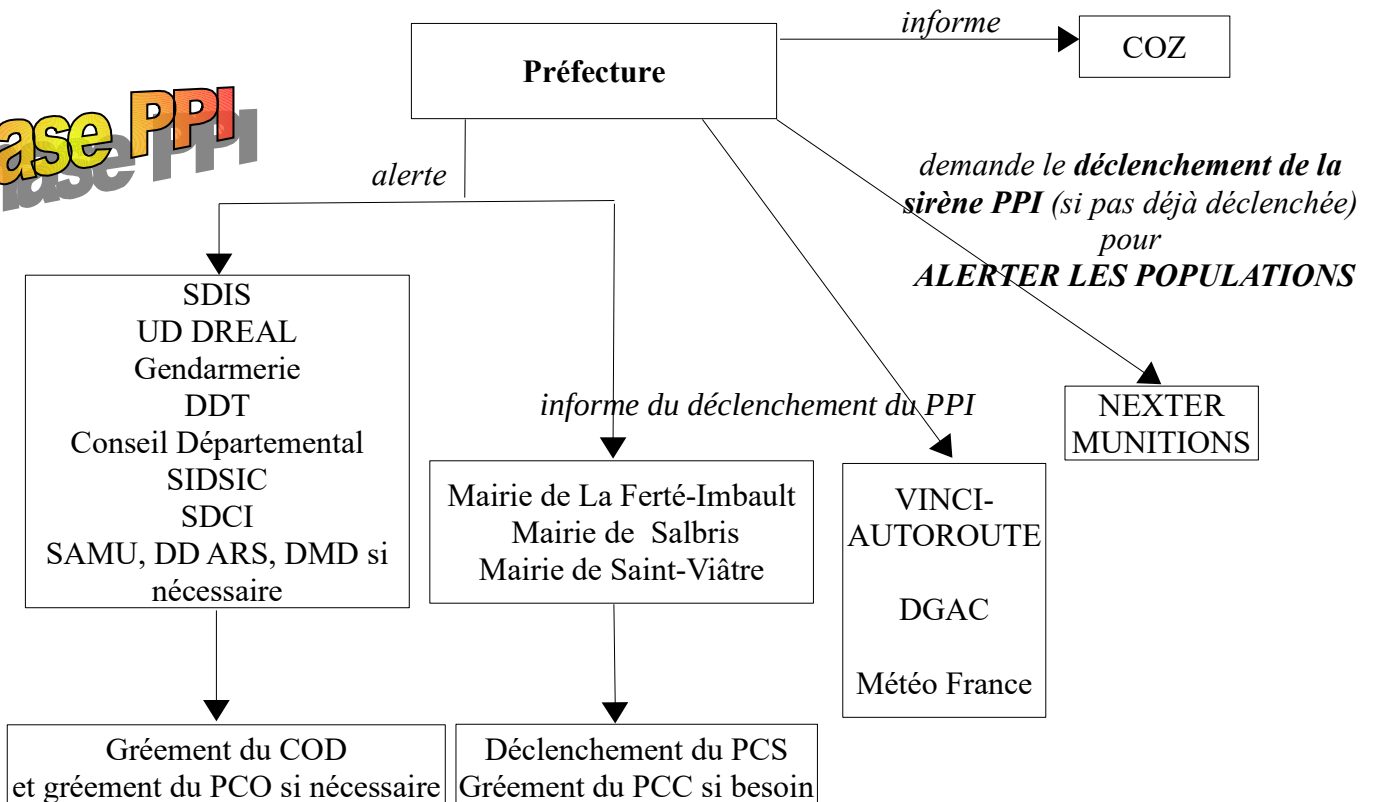 informe
COZ
Préfecture
ase PPI
alerte
demande le déclenchement de la
sirène PPI (si pas déjà déclenchée)
pour
ALERTER LES POPULATIONS
SDIS
UD DREAL
Gendarmerie
DDT
Conseil Départemental
SIDSIC
SDCI
SAMU, DD ARS, DMD si
nécessaire
informe du déclenchement du PPI
NEXTER
MUNITIONS
Mairie de La Ferté-Imbault
Mairie de Salbris
Mairie de Saint-Viâtre
VINCI-
AUTOROUTE
DGAC
Météo France
Gréement du COD
et gréement du PCO si nécessaire
Déclenchement du PCS
Gréement du PCC si besoin